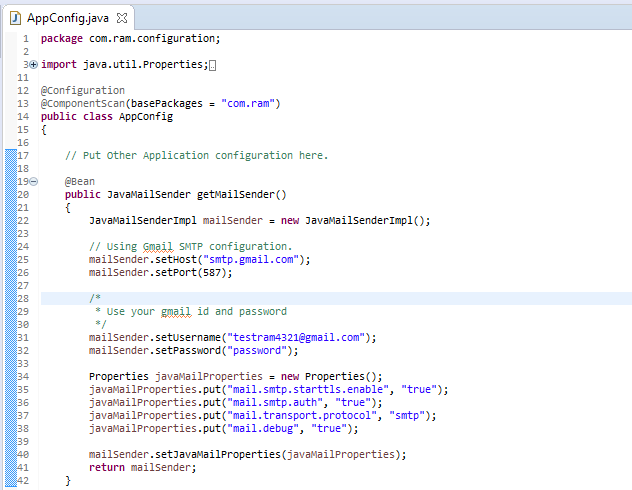 AppConfig.java
1 package com.ram.configuration;
2
3 import java.util.Properties;
11
12 @Configuration
13 @ComponentScan(basePackages = "com.ram")
14 public class AppConfig
15 {
16
17 // Put Other Application configuration here.
18
19 @Bean
20 public JavaMailSender getMailSender()
21 {
22 JavaMailSenderImpl mailSender = new JavaMailSenderImpl();
23
24 // Using Gmail SMTP configuration.
25 mailSender.setHost("smtp.gmail.com");
26 mailSender.setPort(587);
27
28 /*
29 * Use your gmail id and password
30 */
31 mailSender.setUsername("testram4321@gmail.com");
32 mailSender.setPassword("password");
33
34 Properties javaMailProperties = new Properties();
35 javaMailProperties.put("mail.smtp.starttls.enable", "true");
36 javaMailProperties.put("mail.smtp.auth", "true");
37 javaMailProperties.put("mail.transport.protocol", "smtp");
38 javaMailProperties.put("mail.debug", "true");
39
40 mailSender.setJavaMailProperties(javaMailProperties);
41 return mailSender;
42 }